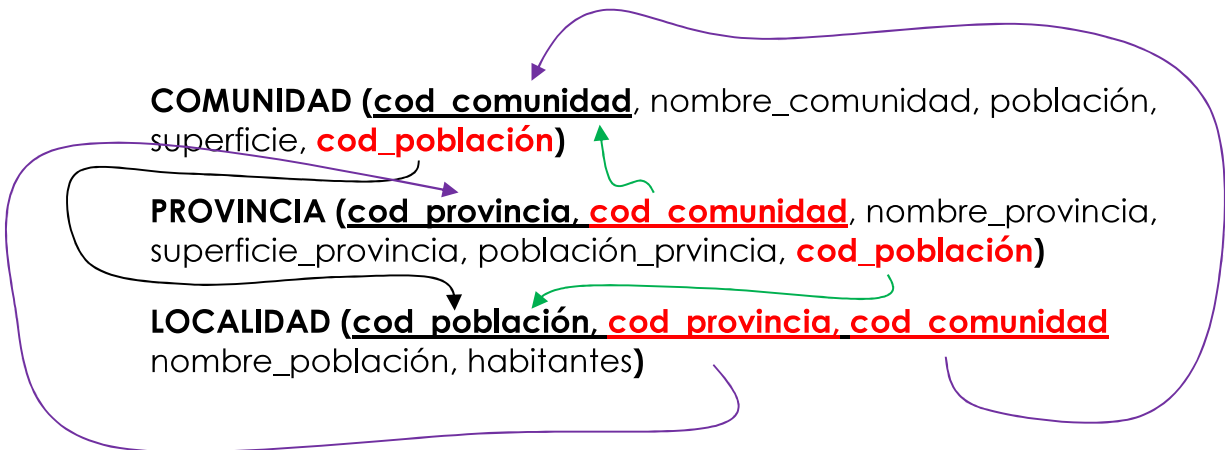 COMUNIDAD (cod_comunidad, nombre_comunidad, población,
superficie, cod_población)
PROVINCIA (cod_provincia, cod_comunidad, nombre_provincia,
superficie_provincia, población_prvincia, cod_población)
LOCALIDAD (cod_población, cod_provincia, cod_comunidad
nombre_población, habitantes)